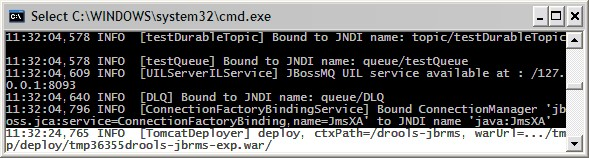 Select C:\WINDOWS\system32\cmd.exe
11:32:04,578 INFO  [testDurableTopic] Bound to JNDI name: topic/testDurableTopic
11:32:04,578 INFO  [testQueue] Bound to JNDI name: queue/testQueue
11:32:04,609 INFO  [UILServerILService] JBossMQ UIL service available at : /127.
0.0.1:8093
11:32:04,640 INFO  [DLQ] Bound to JNDI name: queue/DLQ
11:32:04,796 INFO  [ConnectionFactoryBindingService] Bound ConnectionManager 'jb
oss.jca:service=ConnectionFactoryBinding,name=JmsXA' to JNDI name 'java:JmsXA'
11:32:24,765 INFO  [TomcatDeployer] deploy, ctxPath=/drools-jbrms, warUrl=.../tm
p/deploy/tmp36355drools-jbrms-exp.war/